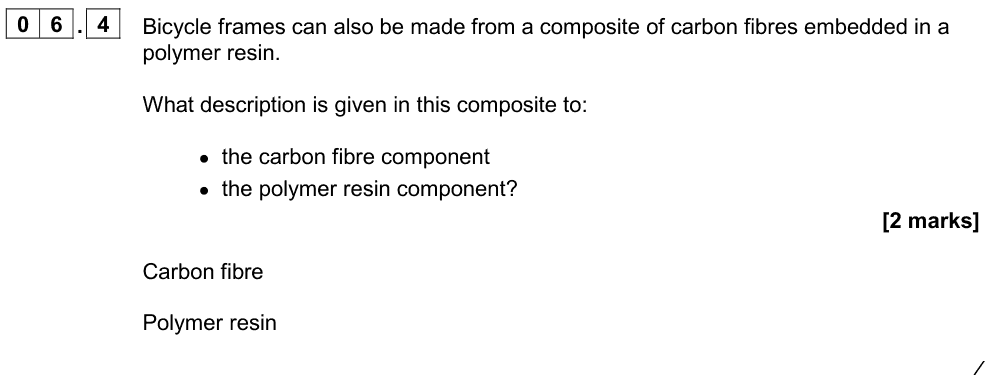 06.4 Bicycle frames can also be made from a composite of carbon fibres embedded in a
polymer resin.
What description is given in this composite to:
• the carbon fibre component
• the polymer resin component?
[2 marks]
Carbon fibre
Polymer resin